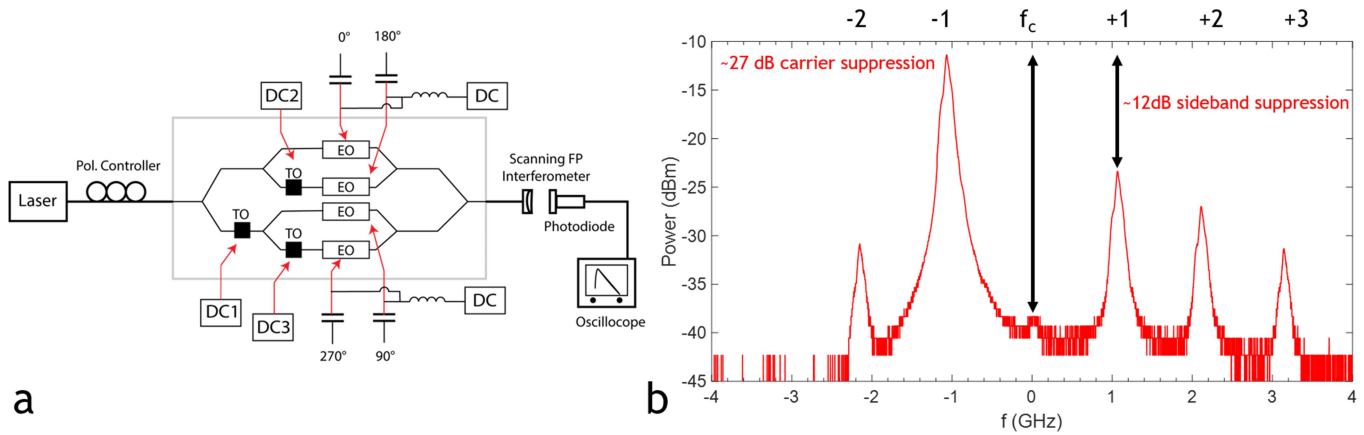 0°
180°
DC2
DC
EO
Pol. Controller
TO
EO
Scanning FP
Interferometer
Laser
TO
EO
Photodiode
TO
EO
DC1
DC3
DC
270°
90°
Oscillocope
a
-2 -1 fc +1 +2 +3
-10
~27 dB carrier suppression
-15
~12dB sideband suppression
-20
-25
-30
-35
-40
-45
Power (dBm)
-4 -3 -2 -1 0 1 2 3 4
f (GHz)
b